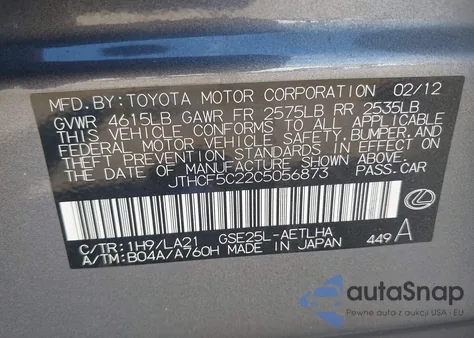 MFD. BY: TOYOTA MOTOR CORPORATION 02/12
GVWR 4615LB GAWR FR 2575LB RR 2535LB
THIS VEHICLE CONFORMS TO ALL APPLICABLE
FEDERAL MOTOR VEHICLE SAFETY, BUMPER, AND
THEFT PREVENTION STANDARDS IN EFFECT ON
THE DATE OF MANUFACTURE SHOWN ABOVE.
JTHCF5C22C5056873 PASS. CAR
C/TR: 1H9/LA21 GSE25L-AETLHA
A/TM: B04A/A760H MADE IN JAPAN 449 A
autoSnap
Pewne auta z aukcji USA i EU